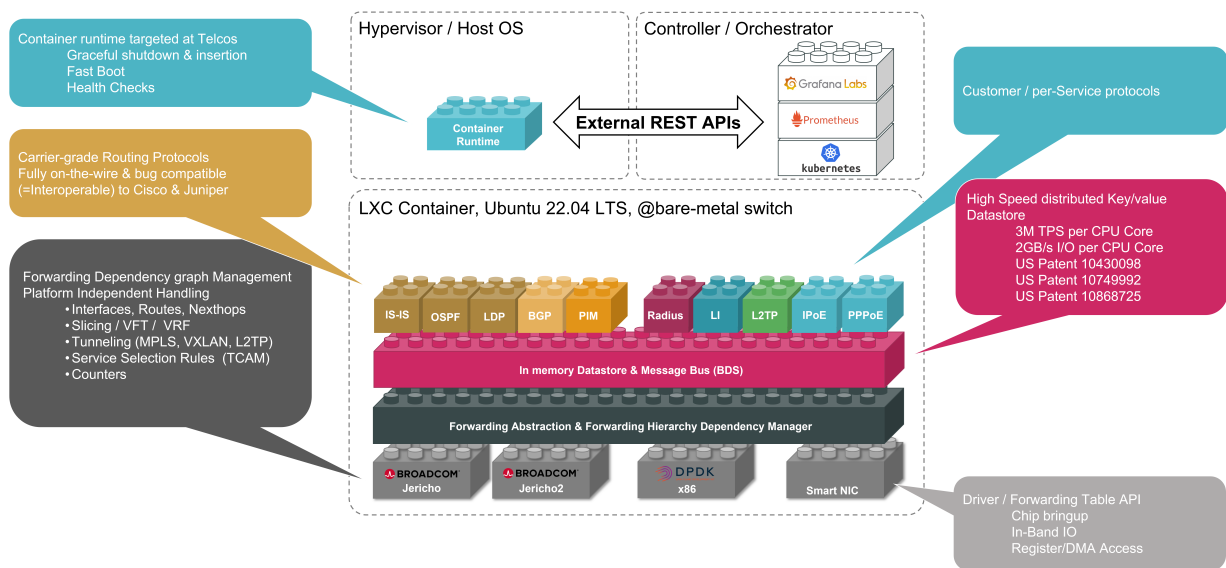 Container runtime targeted at Telcos
Graceful shutdown & insertion
Fast Boot
Health Checks
Hypervisor / Host OS
Container
Runtime
External REST APIs
Controller / Orchestrator
Grafana Labs
Prometheus
kubernetes
Customer / per-Service protocols
Carrier-grade Routing Protocols
Fully on-the-wire & bug compatible
(=Interoperable) to Cisco & Juniper
High Speed distributed Key/value
Datastore
3M TPS per CPU Core
2GB/s I/O per CPU Core
US Patent 10430098
US Patent 10749992
US Patent 10868725
Forwarding Dependency graph Management
Platform Independent Handling
• Interfaces, Routes, Nexthops
• Slicing / VFT / VRF
• Tunneling (MPLS, VXLAN, L2TP)
• Service Selection Rules (TCAM)
• Counters
LXC Container, Ubuntu 22.04 LTS, @bare-metal switch
IS-IS
OSPF
LDP
BGP
PIM
Radius
LI
L2TP
IPoE
PPPoE
In memory Datastore & Message Bus (BDS)
Forwarding Abstraction & Forwarding Hierarchy Dependency Manager
BROADCOM
Jericho
BROADCOM
Jericho2
DPDK
x86
Smart NIC
Driver / Forwarding Table API
Chip bringup
In-Band IO
Register/DMA Access